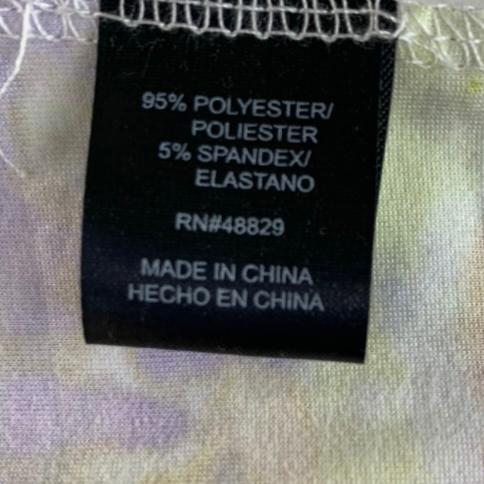 95% POLYESTER/
POLIESTER
5% SPANDEX/
ELASTANO
RN#48829
MADE IN CHINA
HECHO EN CHINA